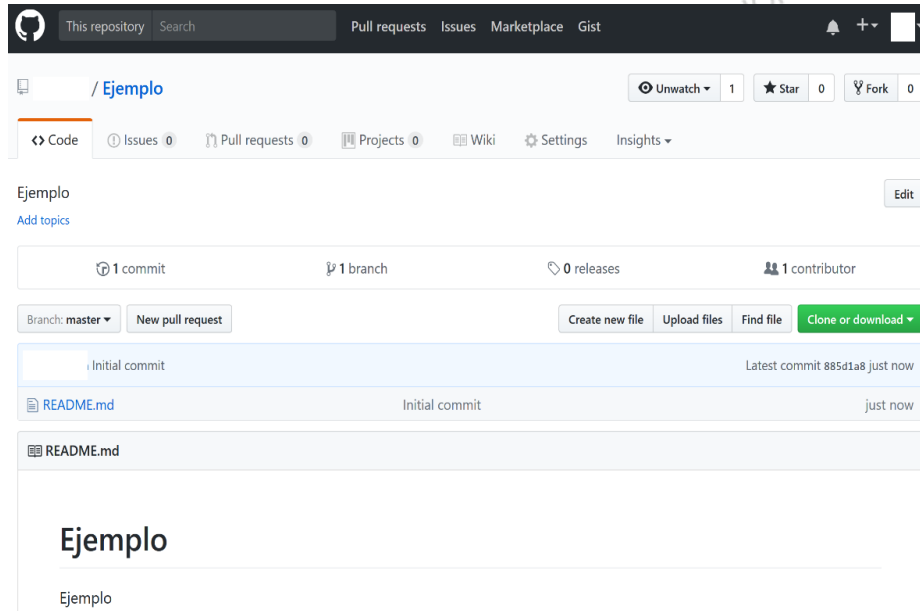 This repository Search Pull requests Issues Marketplace Gist
/ Ejemplo Unwatch 1 Star 0 Fork 0
Code Issues 0 Pull requests 0 Projects 0 Wiki Settings Insights
Ejemplo Edit
Add topics
1 commit 1 branch 0 releases 1 contributor
Branch: master New pull request Create new file Upload files Find file Clone or download
Initial commit Latest commit 885d1a8 just now
README.md Initial commit just now
README.md
Ejemplo
Ejemplo